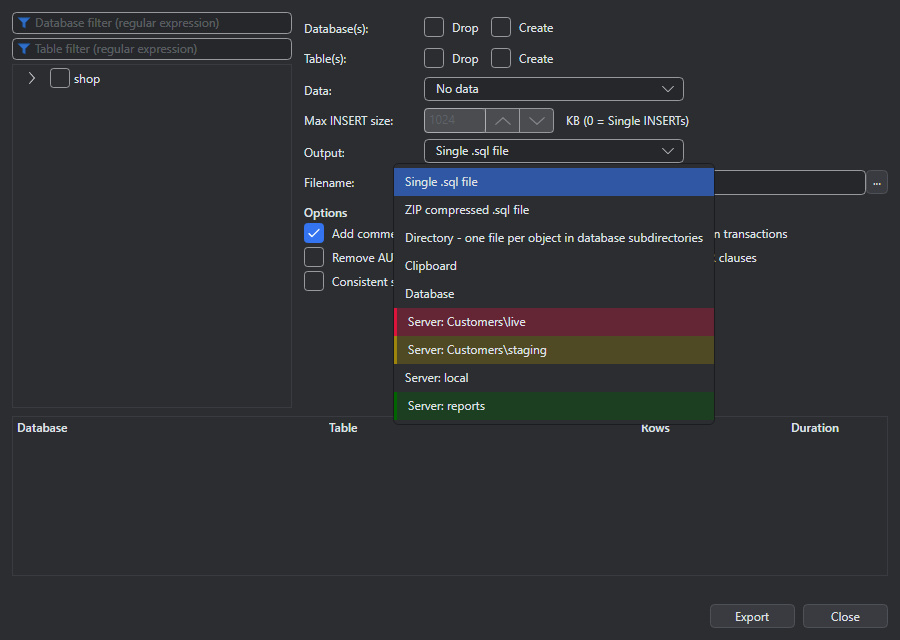 Database filter (regular expression)
Table filter (regular expression)
shop
Database(s): Drop Create
Table(s): Drop Create
Data: No data
Max INSERT size: 1024 KB (0 = Single INSERTs)
Output: Single .sql file
Filename: ...
Single .sql file
ZIP compressed .sql file
Directory - one file per object in database subdirectories
Clipboard
Database
Server: Customers\live
Server: Customers\staging
Server: local
Server: reports
Options
Add transactions
Remove clauses
Consistent
Database Table Rows Duration
Export Close